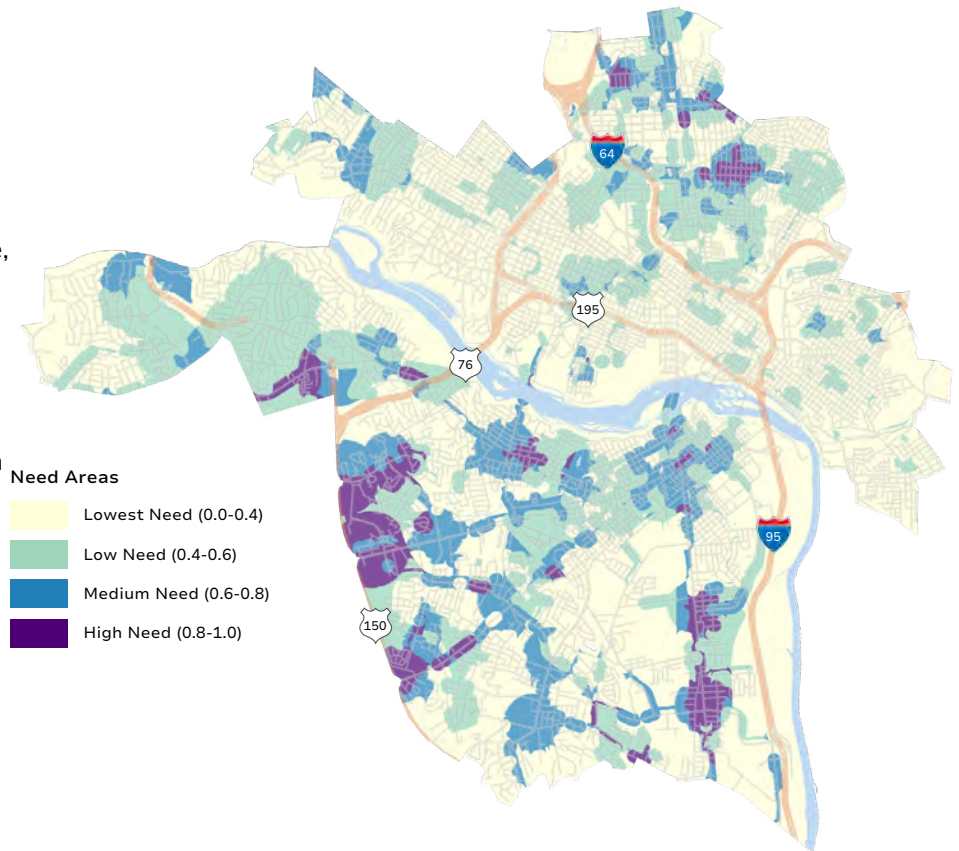 e,
n
Need Areas
Lowest Need (0.0-0.4)
Low Need (0.4-0.6)
Medium Need (0.6-0.8)
High Need (0.8-1.0)
64
195
76
95
150